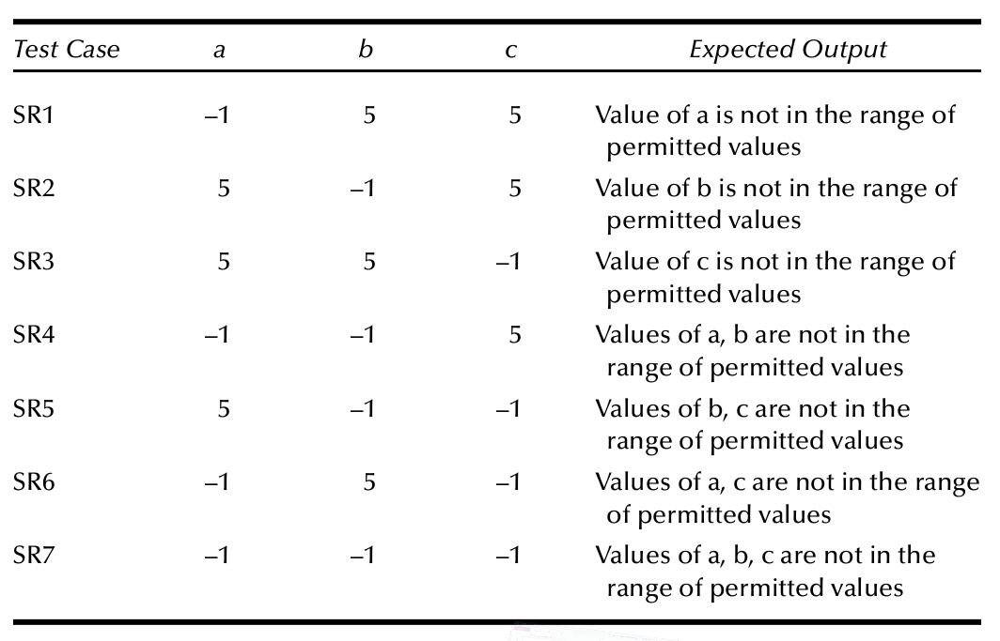 Test Case a b c Expected Output
SR1 –1 5 5 Value of a is not in the range of
permitted values
SR2 5 –1 5 Value of b is not in the range of
permitted values
SR3 5 5 –1 Value of c is not in the range of
permitted values
SR4 –1 –1 5 Values of a, b are not in the
range of permitted values
SR5 5 –1 –1 Values of b, c are not in the
range of permitted values
SR6 –1 5 –1 Values of a, c are not in the range
of permitted values
SR7 –1 –1 –1 Values of a, b, c are not in the
range of permitted values